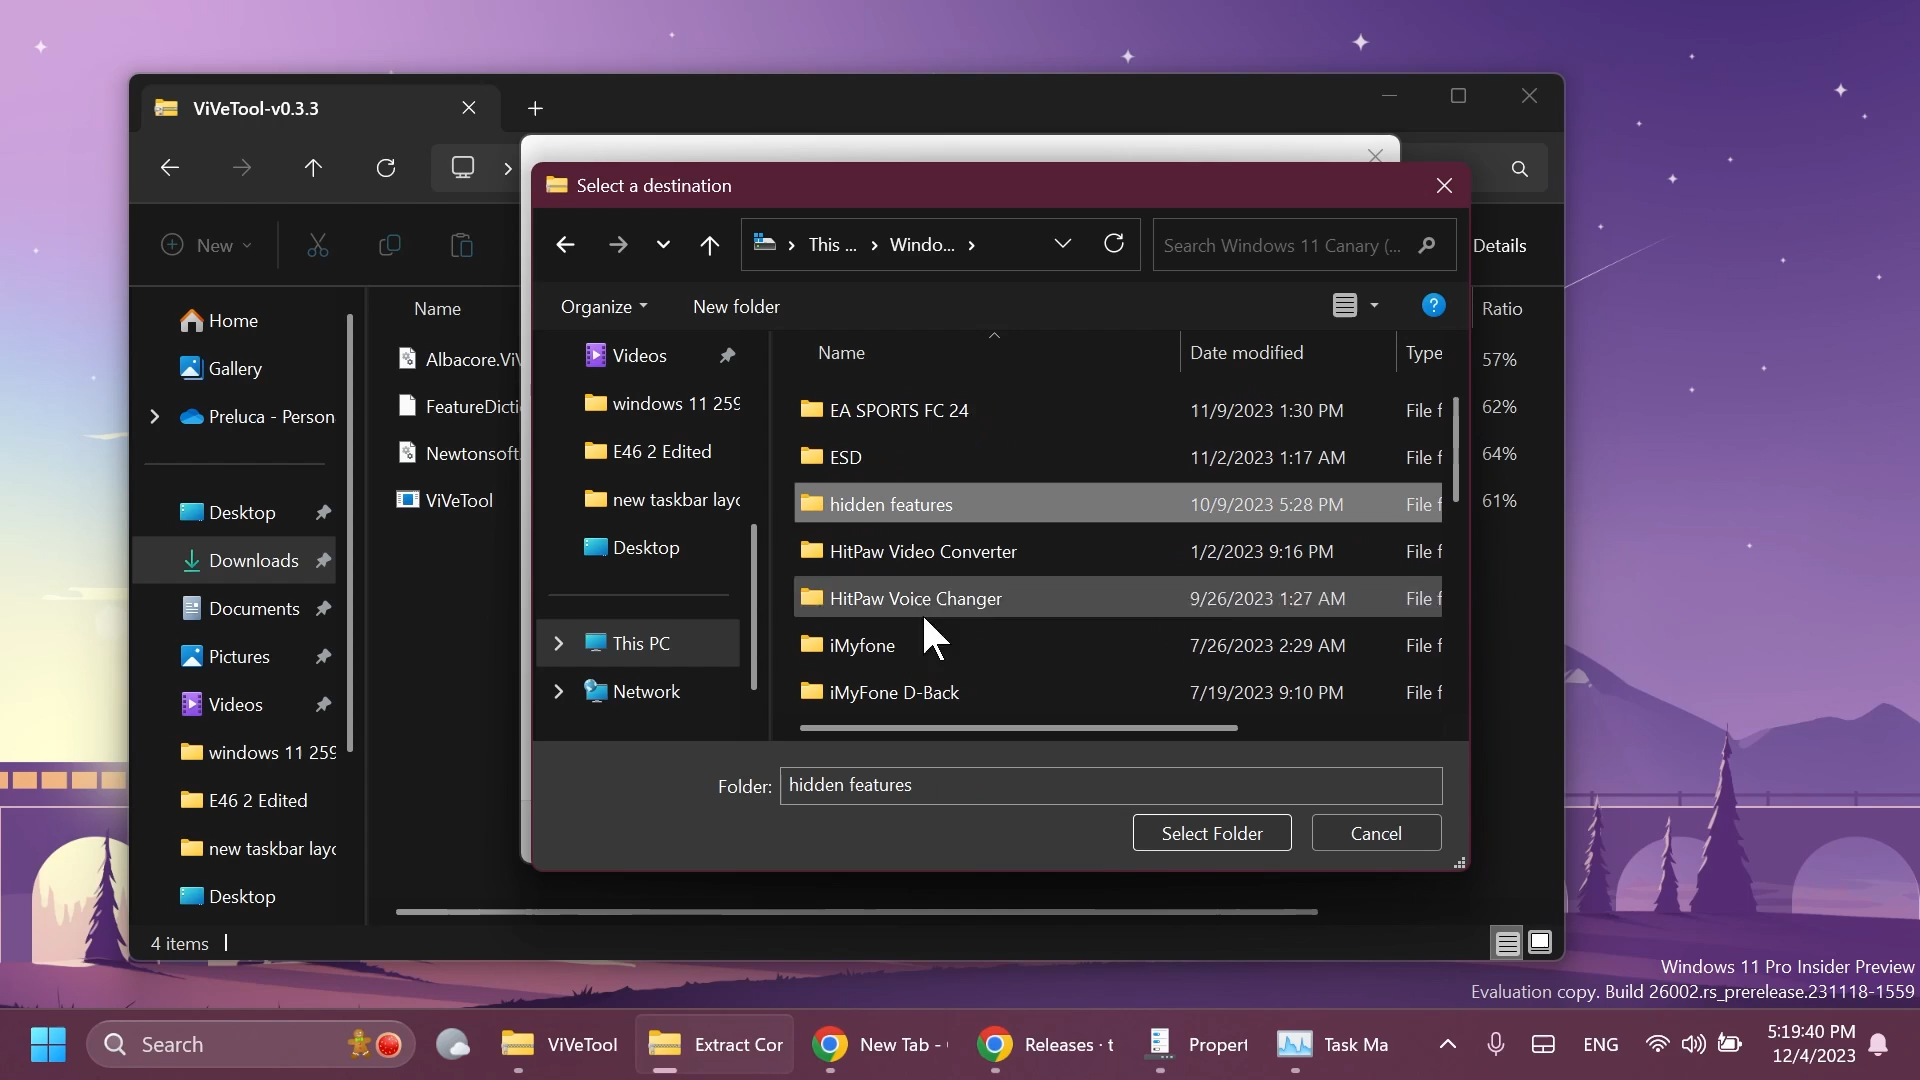 ViVeTool-v0.3.3
New
Details
Home
Gallery
Preluca - Person
Desktop
Downloads
Documents
Pictures
Videos
windows 11 259
E46 2 Edited
new taskbar layo
Desktop
4 items
Name
Ratio
Albacore.ViV
57%
FeatureDicti
62%
Newtonsoft.
64%
ViVeTool
61%
Select a destination
This ...
Windo...
Search Windows 11 Canary (...
Organize
New folder
?
Videos
windows 11 259
E46 2 Edited
new taskbar layo
Desktop
This PC
Network
Name
Date modified
Type
EA SPORTS FC 24
11/9/2023 1:30 PM
File f
ESD
11/2/2023 1:17 AM
File f
hidden features
10/9/2023 5:28 PM
File f
HitPaw Video Converter
1/2/2023 9:16 PM
File f
HitPaw Voice Changer
9/26/2023 1:27 AM
File f
iMyfone
7/26/2023 2:29 AM
File f
iMyFone D-Back
7/19/2023 9:10 PM
File f
Folder:
hidden features
Select Folder
Cancel
Windows 11 Pro Insider Preview
Evaluation copy. Build 26002.rs_prerelease.231118-1559
Search
ViVeTool
Extract Cor
New Tab -
Releases · t
Propert
Task Ma
ENG
5:19:40 PM
12/4/2023